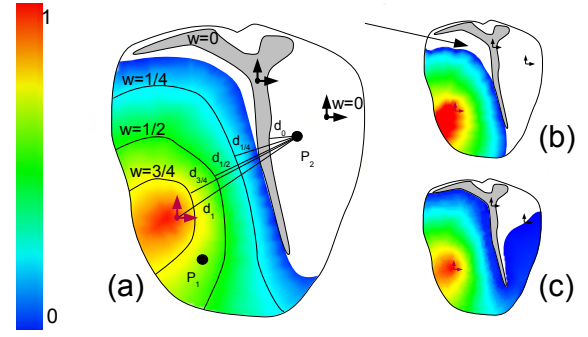 1
0
w=0
w=1/4
w=1/2
w=3/4
w=0
d₀
d₁/₄
d₁/₂
d₃/₄
d₁
P₂
P₁
(a)
(b)
(c)